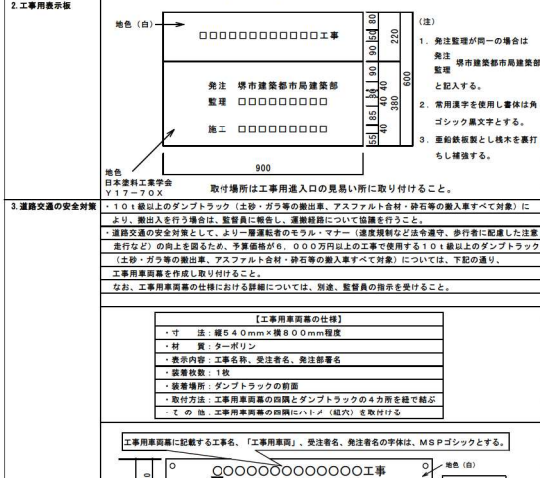 2.工事用表示板
地色（白）
□□□□□□□□□□□□工事
発注　堺市建築都市局建築部
監理　□□□□□□□□□
施工　□□□□□□□□□
80
50
90
220
90
40
40
85
40
55
380
600
900
地色
日本塗料工業学会
Y17-70X
取付場所は工事用進入口の見易い所に取り付けること。
（注）
1．発注監理が同一の場合は
発注
監理　堺市建築都市局建築部
と記入する。
2．常用漢字を使用し書体は角
ゴシック黒文字とする。
3．亜鉛鉄板製とし桟木を裏打
ちし補強する。
3.道路交通の安全対策
・10t級以上のダンプトラック（土砂・ガラ等の搬出車、アスファルト合材・砕石等の搬入車すべて対象）に
より、搬出入を行う場合は、監督員に報告し、運搬経路について協議を行うこと。
・道路交通の安全対策として、より一層運転者のモラル・マナー（速度規制など法令遵守、歩行者に配慮した注意
走行など）の向上を図るため、予算価格が6，000万円以上の工事で使用する10t級以上のダンプトラック
（土砂・ガラ等の搬出車、アスファルト合材・砕石等の搬入車すべて対象）については、下記の通り、
工事用車両幕を作成し取り付けること。
なお、工事用車両幕の仕様における詳細については、別途、監督員の指示を受けること。
【工事用車両幕の仕様】
・寸　法：縦540mm×横800mm程度
・材　質：ターポリン
・表示内容：工事名称、受注者名、発注部署名
・装着枚数：1枚
・装着場所：ダンプトラックの前面
・取付方法：工事用車両幕の四隅とダンプトラックの4カ所を紐で結ぶ
・その他：工事用車両幕の四隅にハトメ（紐穴）を取付ける
工事用車両幕に記載する工事名、「工事用車両」、受注者名、発注者名の字体は、MSPゴシックとする。
○○○○○○○○○○○○○工事
地色（白）